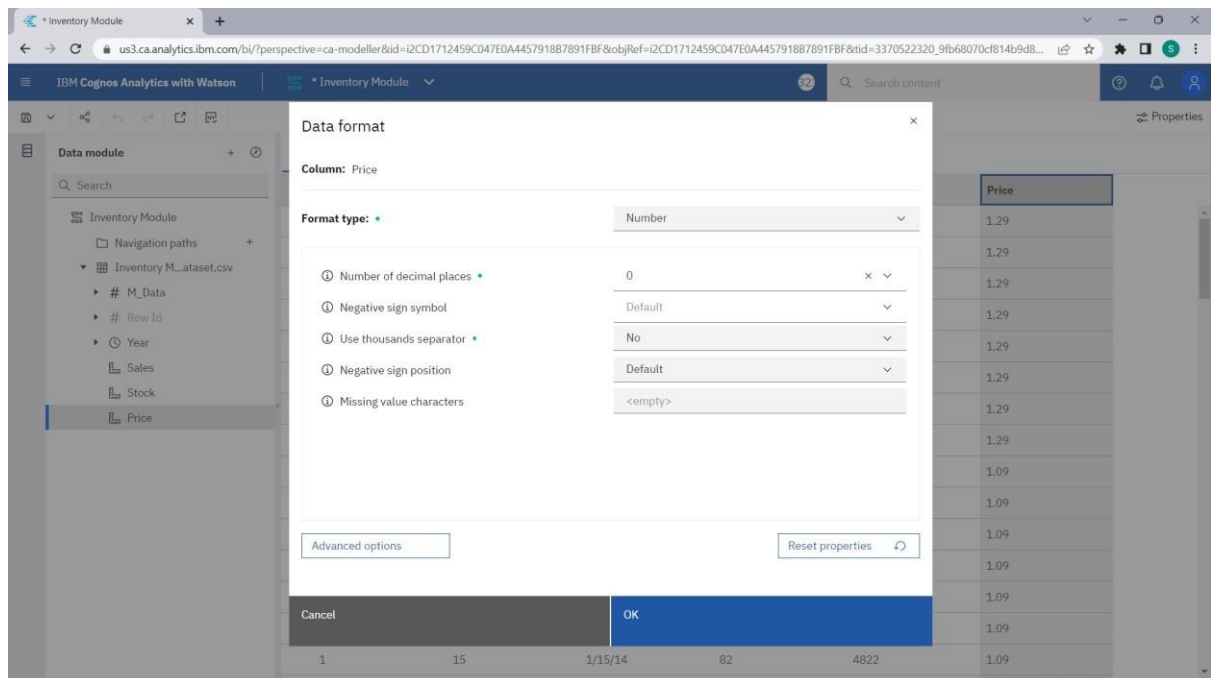 * Inventory Module
us3.ca.analytics.ibm.com/bi/?perspective=ca-modeller&id=i2CD1712459C047E0A4457918B7891FBF&objRef=i2CD1712459C047E0A4457918B7891FBF&tid=3370522320_9fb68070cf814b9d8...
S
IBM Cognos Analytics with Watson
* Inventory Module
32
Search content
Properties
Data module
Search
Inventory Module
Navigation paths
Inventory M...ataset.csv
# M_Data
# Row Id
Year
Sales
Stock
Price
Data format
Column: Price
Format type:
Number
Number of decimal places
0
Negative sign symbol
Default
Use thousands separator
No
Negative sign position
Default
Missing value characters
<empty>
Advanced options
Reset properties
Cancel
OK
Price
1.29
1.29
1.29
1.29
1.29
1.29
1.29
1.29
1.09
1.09
1.09
1.09
1.09
1.09
1 15 1/15/14 82 4822 1.09